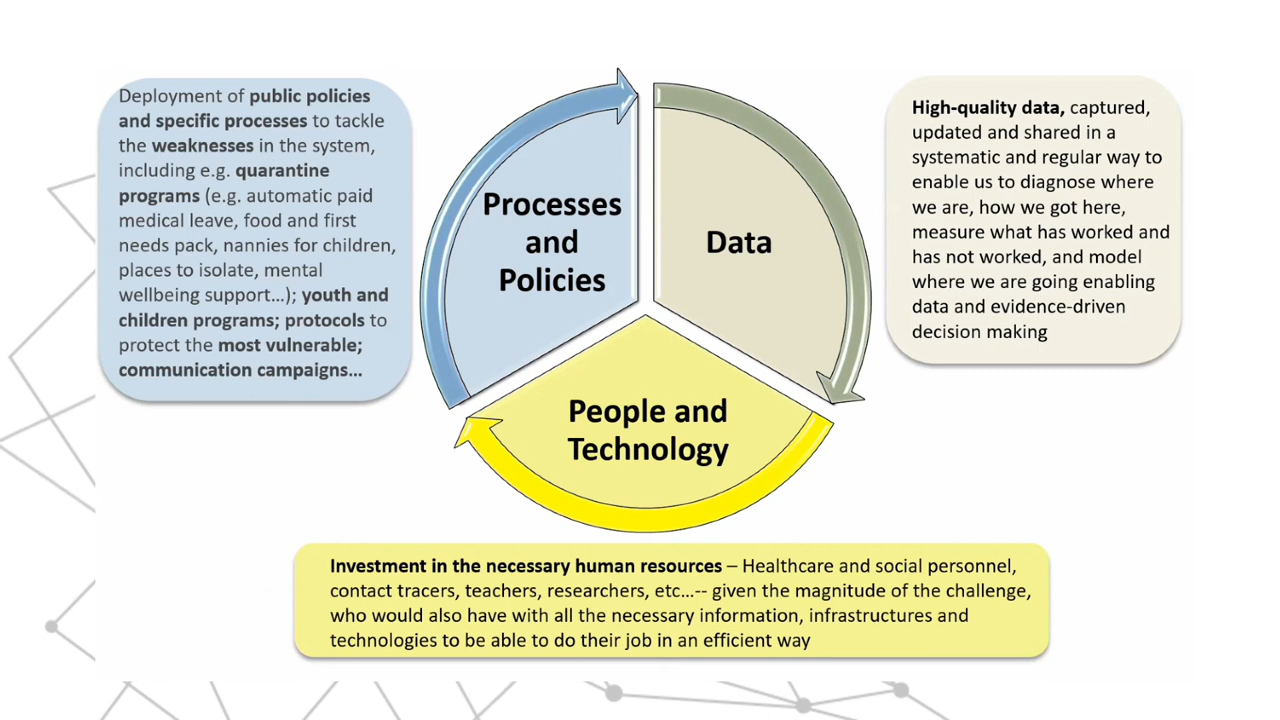 Deployment of public policies
and specific processes to tackle
the weaknesses in the system,
including e.g. quarantine
programs (e.g. automatic paid
medical leave, food and first
needs pack, nannies for children,
places to isolate, mental
wellbeing support...); youth and
children programs; protocols to
protect the most vulnerable;
communication campaigns...
Processes
and
Policies
Data
High-quality data, captured,
updated and shared in a
systematic and regular way to
enable us to diagnose where
we are, how we got here,
measure what has worked and
has not worked, and model
where we are going enabling
data and evidence-driven
decision making
People and
Technology
Investment in the necessary human resources – Healthcare and social personnel,
contact tracers, teachers, researchers, etc...-- given the magnitude of the challenge,
who would also have with all the necessary information, infrastructures and
technologies to be able to do their job in an efficient way